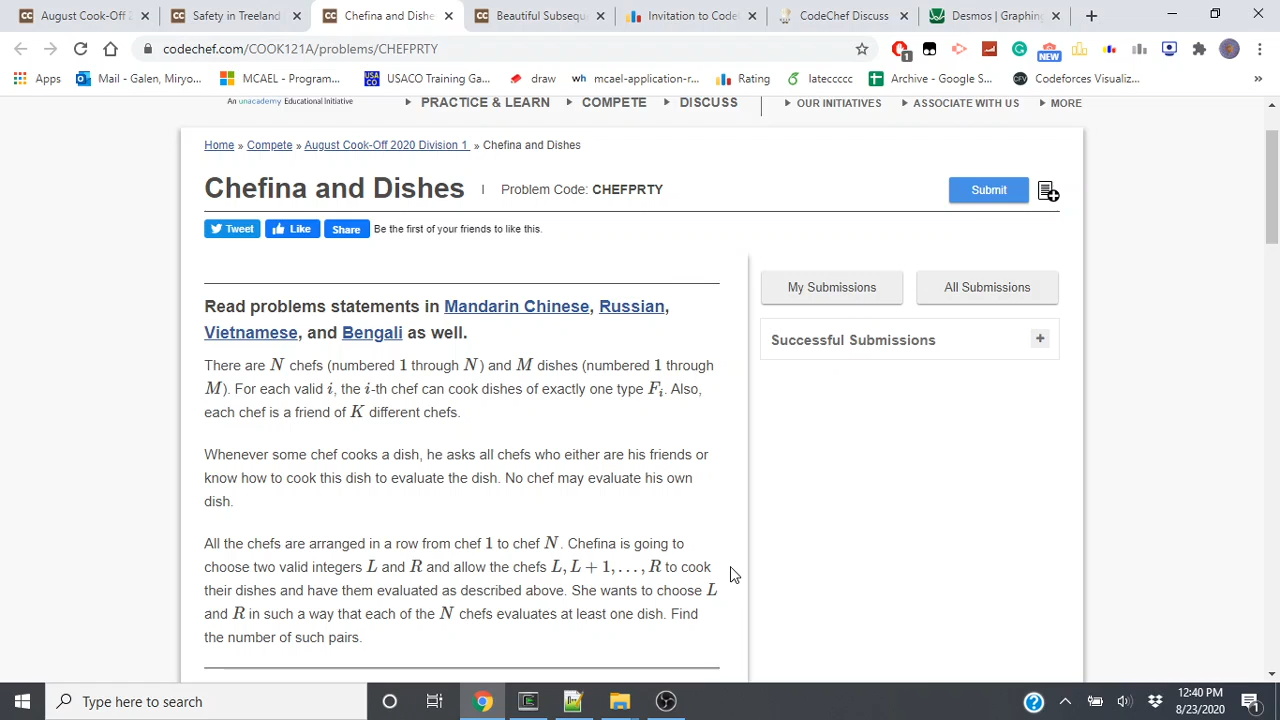 August Cook-Off 2
Safety in Treeland
Chefina and Dishe
Beautiful Subsequ
Invitation to Code
CodeChef Discuss
Desmos | Graphing
codechef.com/COOK121A/problems/CHEFPRTY
1
NEW
Apps
Mail - Galen, Miryo...
MCAEL - Program...
USACO Training Ga...
draw
wh mcael-application-r...
Rating
lateccccc
Archive - Google S...
Codeforces Visualiz...
»
An unacademy Educational Initiative
PRACTICE & LEARN
COMPETE
DISCUSS
OUR INITIATIVES
ASSOCIATE WITH US
MORE
Home » Compete » August Cook-Off 2020 Division 1 » Chefina and Dishes
Chefina and Dishes
Problem Code: CHEFPRTY
Submit
Tweet
Like
Share
Be the first of your friends to like this.
My Submissions
All Submissions
Successful Submissions
+
Read problems statements in Mandarin Chinese, Russian,
Vietnamese, and Bengali as well.
There are N chefs (numbered 1 through N) and M dishes (numbered 1 through
M). For each valid i, the i-th chef can cook dishes of exactly one type Fi. Also,
each chef is a friend of K different chefs.
Whenever some chef cooks a dish, he asks all chefs who either are his friends or
know how to cook this dish to evaluate the dish. No chef may evaluate his own
dish.
All the chefs are arranged in a row from chef 1 to chef N. Chefina is going to
choose two valid integers L and R and allow the chefs L, L + 1, . . . , R to cook
their dishes and have them evaluated as described above. She wants to choose L
and R in such a way that each of the N chefs evaluates at least one dish. Find
the number of such pairs.
Type here to search
12:40 PM
8/23/2020
1